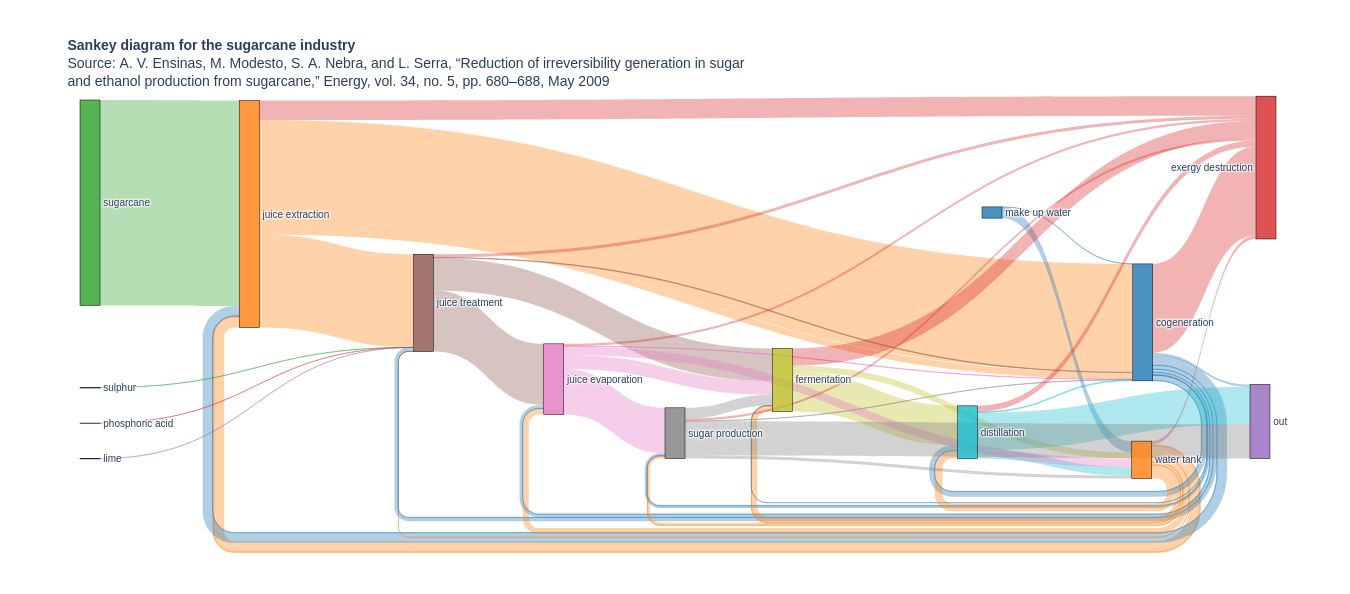 Sankey diagram for the sugarcane industry
Source: A. V. Ensinas, M. Modesto, S. A. Nebra, and L. Serra, “Reduction of irreversibility generation in sugar
and ethanol production from sugarcane,” Energy, vol. 34, no. 5, pp. 680–688, May 2009
exergy destruction
sugarcane
make up water
juice extraction
juice treatment
cogeneration
juice evaporation
fermentation
sulphur
phosphoric acid
out
sugar production
distillation
lime
water tank